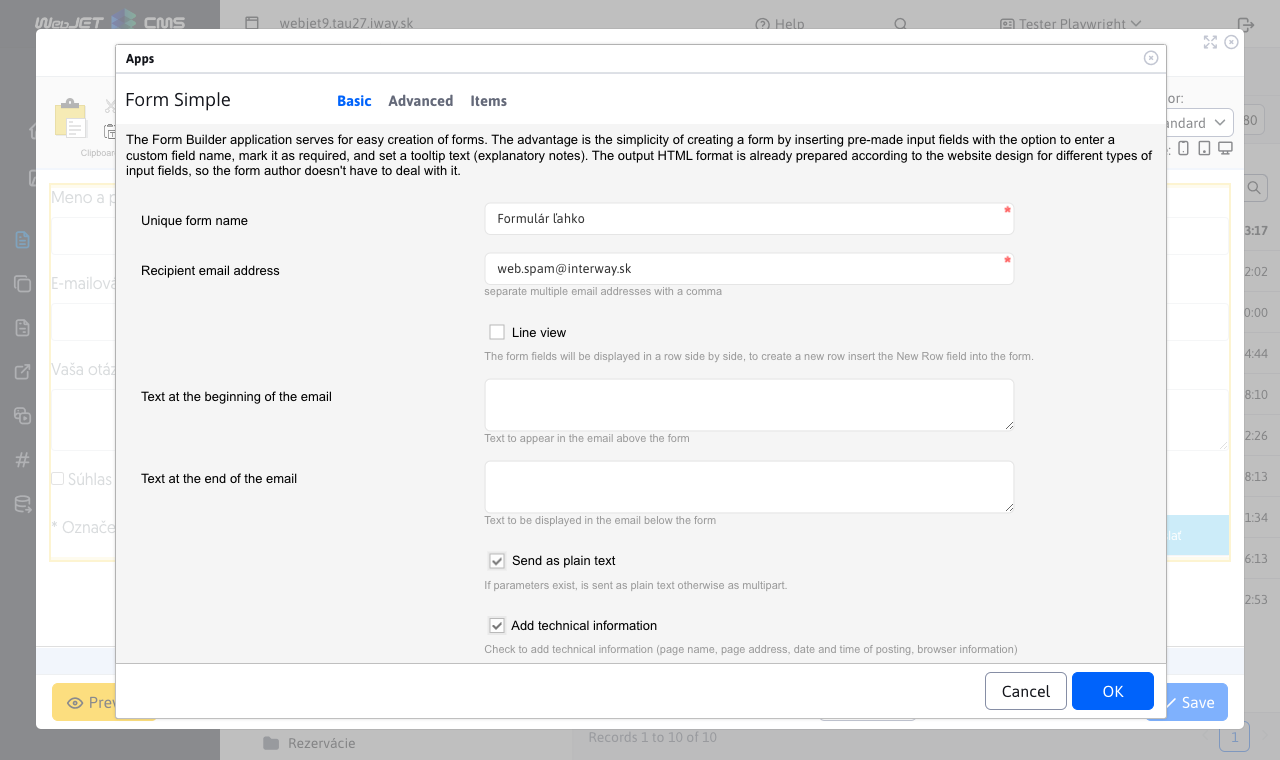 WebJET CMS
webjet9.tau27.iway.sk
Help
Tester Playwright
Apps
Form Simple
Basic
Advanced
Items
or:
andard
80
Clipboar
The Form Builder application serves for easy creation of forms. The advantage is the simplicity of creating a form by inserting pre-made input fields with the option to enter a
custom field name, mark it as required, and set a tooltip text (explanatory notes). The output HTML format is already prepared according to the website design for different types of
input fields, so the form author doesn't have to deal with it.
Meno a p
Unique form name
Formulár ľahko
*
3:17
Recipient email address
web.spam@interway.sk
*
2:02
E-mailová
separate multiple email addresses with a comma
0:00
Line view
The form fields will be displayed in a row side by side, to create a new row insert the New Row field into the form.
4:44
Vaša otáz
Text at the beginning of the email
8:10
Text to appear in the email above the form
2:26
Súhlas
Text at the end of the email
8:13
Text to be displayed in the email below the form
1:34
* Označe
lať
Send as plain text
6:13
If parameters exist, is sent as plain text otherwise as multipart.
2:53
Add technical information
Check to add technical information (page name, page address, date and time of posting, browser information)
Cancel
OK
Prev
Save
Rezervácie
Records 1 to 10 of 10
1